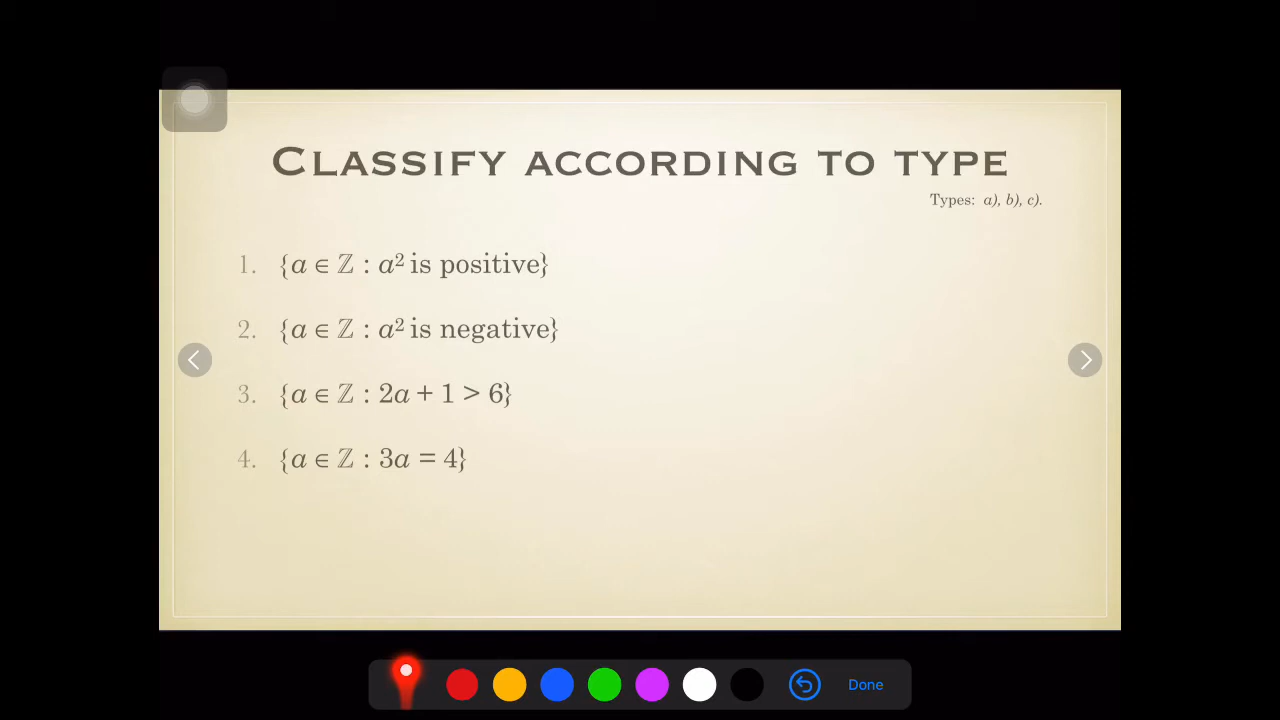 CLASSIFY ACCORDING TO TYPE
Types: a), b), c).
1. {a ∈ ℤ : a² is positive}
2. {a ∈ ℤ : a² is negative}
3. {a ∈ ℤ : 2a + 1 > 6}
4. {a ∈ ℤ : 3a = 4}
Done